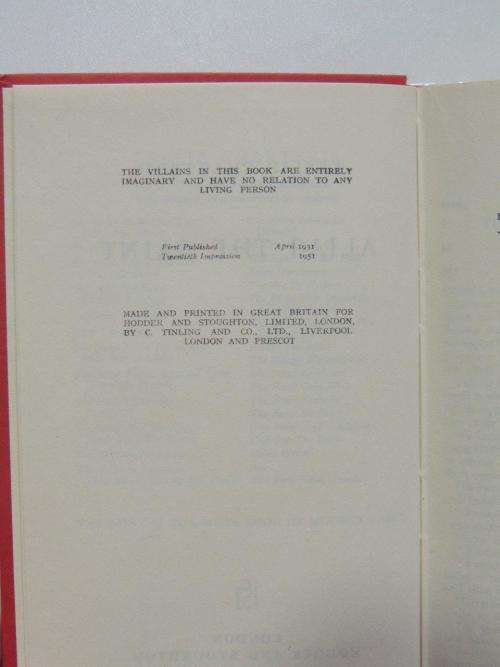 THE VILLAINS IN THIS BOOK ARE ENTIRELY
IMAGINARY AND HAVE NO RELATION TO ANY
LIVING PERSON
First Published April 1931
Twentieth Impression 1951
MADE AND PRINTED IN GREAT BRITAIN FOR
HODDER AND STOUGHTON, LIMITED, LONDON,
BY C. TINLING AND CO., LTD., LIVERPOOL
LONDON AND PRESCOT